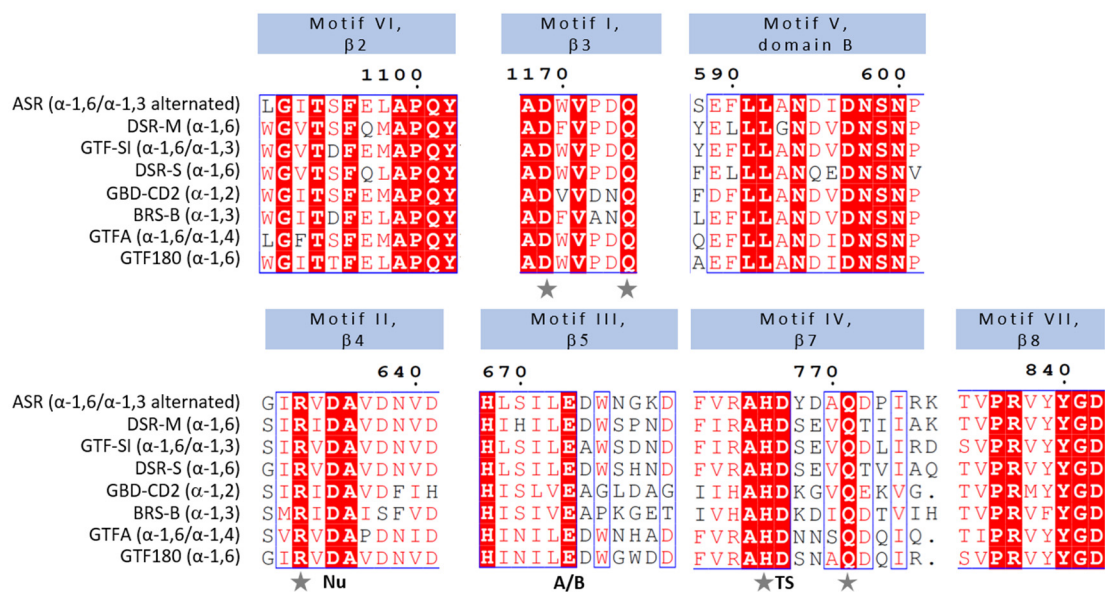 Motif VI, Motif I, Motif V,
β2 β3 domain B
1100 1170 590 600
ASR (α-1,6/α-1,3 alternated) LGITSFELAPQY ADWVPDQ SEFLLANDIDNSNP
DSR-M (α-1,6) WGVTSFQMAPQY ADFVPDQ YELLLGNDVDNSNP
GTF-SI (α-1,6/α-1,3) WGVTDFEMAPQY ADWVPDQ YEFLLANDIDNSNP
DSR-S (α-1,6) WGVTSFQLAPQY ADWVPDQ FELLLANQEDNSNV
GBD-CD2 (α-1,2) WGITSFEMAPQY ADVVDNQ FDFLLANDVDNSNP
BRS-B (α-1,3) WGITDFELAPQY ADFVANQ LEFLLANDVDNSNP
GTFA (α-1,6/α-1,4) LGFTSFEMAPQY ADWVPDQ QEFLLANDIDNSNP
GTF180 (α-1,6) WGITTFELAPQY ADWVPDQ AEFLLANDIDNSNP
Motif II, Motif III, Motif IV, Motif VII,
β4 β5 β7 β8
640 670 770 840
ASR (α-1,6/α-1,3 alternated) GIRVDAVDNVD HLSILEDWNGKD FVRAHDYDAQDPIRK TVPRVYYGD
DSR-M (α-1,6) SIRIDAVDNVD HIHILEDWSPND FIRAHDSEVQTIIAK TVPRVYYGD
GTF-SI (α-1,6/α-1,3) SIRVDAVDNVD HLSILEAWSDND FIRAHDSEVQDLIRD SVPRVYYGD
DSR-S (α-1,6) GIRVDAVDNVD HLSILEDWSHND FVRAHDSEVQTVIAQ TVPRVYYGD
GBD-CD2 (α-1,2) SIRIDAVDFIH HISLVEAGLDAG IIHAHDKGVQEKVG. TVPRMYYGD
BRS-B (α-1,3) SMRIDAISFVD HISIVEAPKGET IVHAHDKDIQDTVIH TVPRVFYGD
GTFA (α-1,6/α-1,4) SVRVDAPDNID HINILEDWNHAD FVRAHDNNSQDQIQ. TIPRVYYGD
GTF180 (α-1,6) GIRVDAVDNVD HINILEDWGWDD FVRAHDSNAQDQIR. SVPRVYYGD
Nu A/B TS